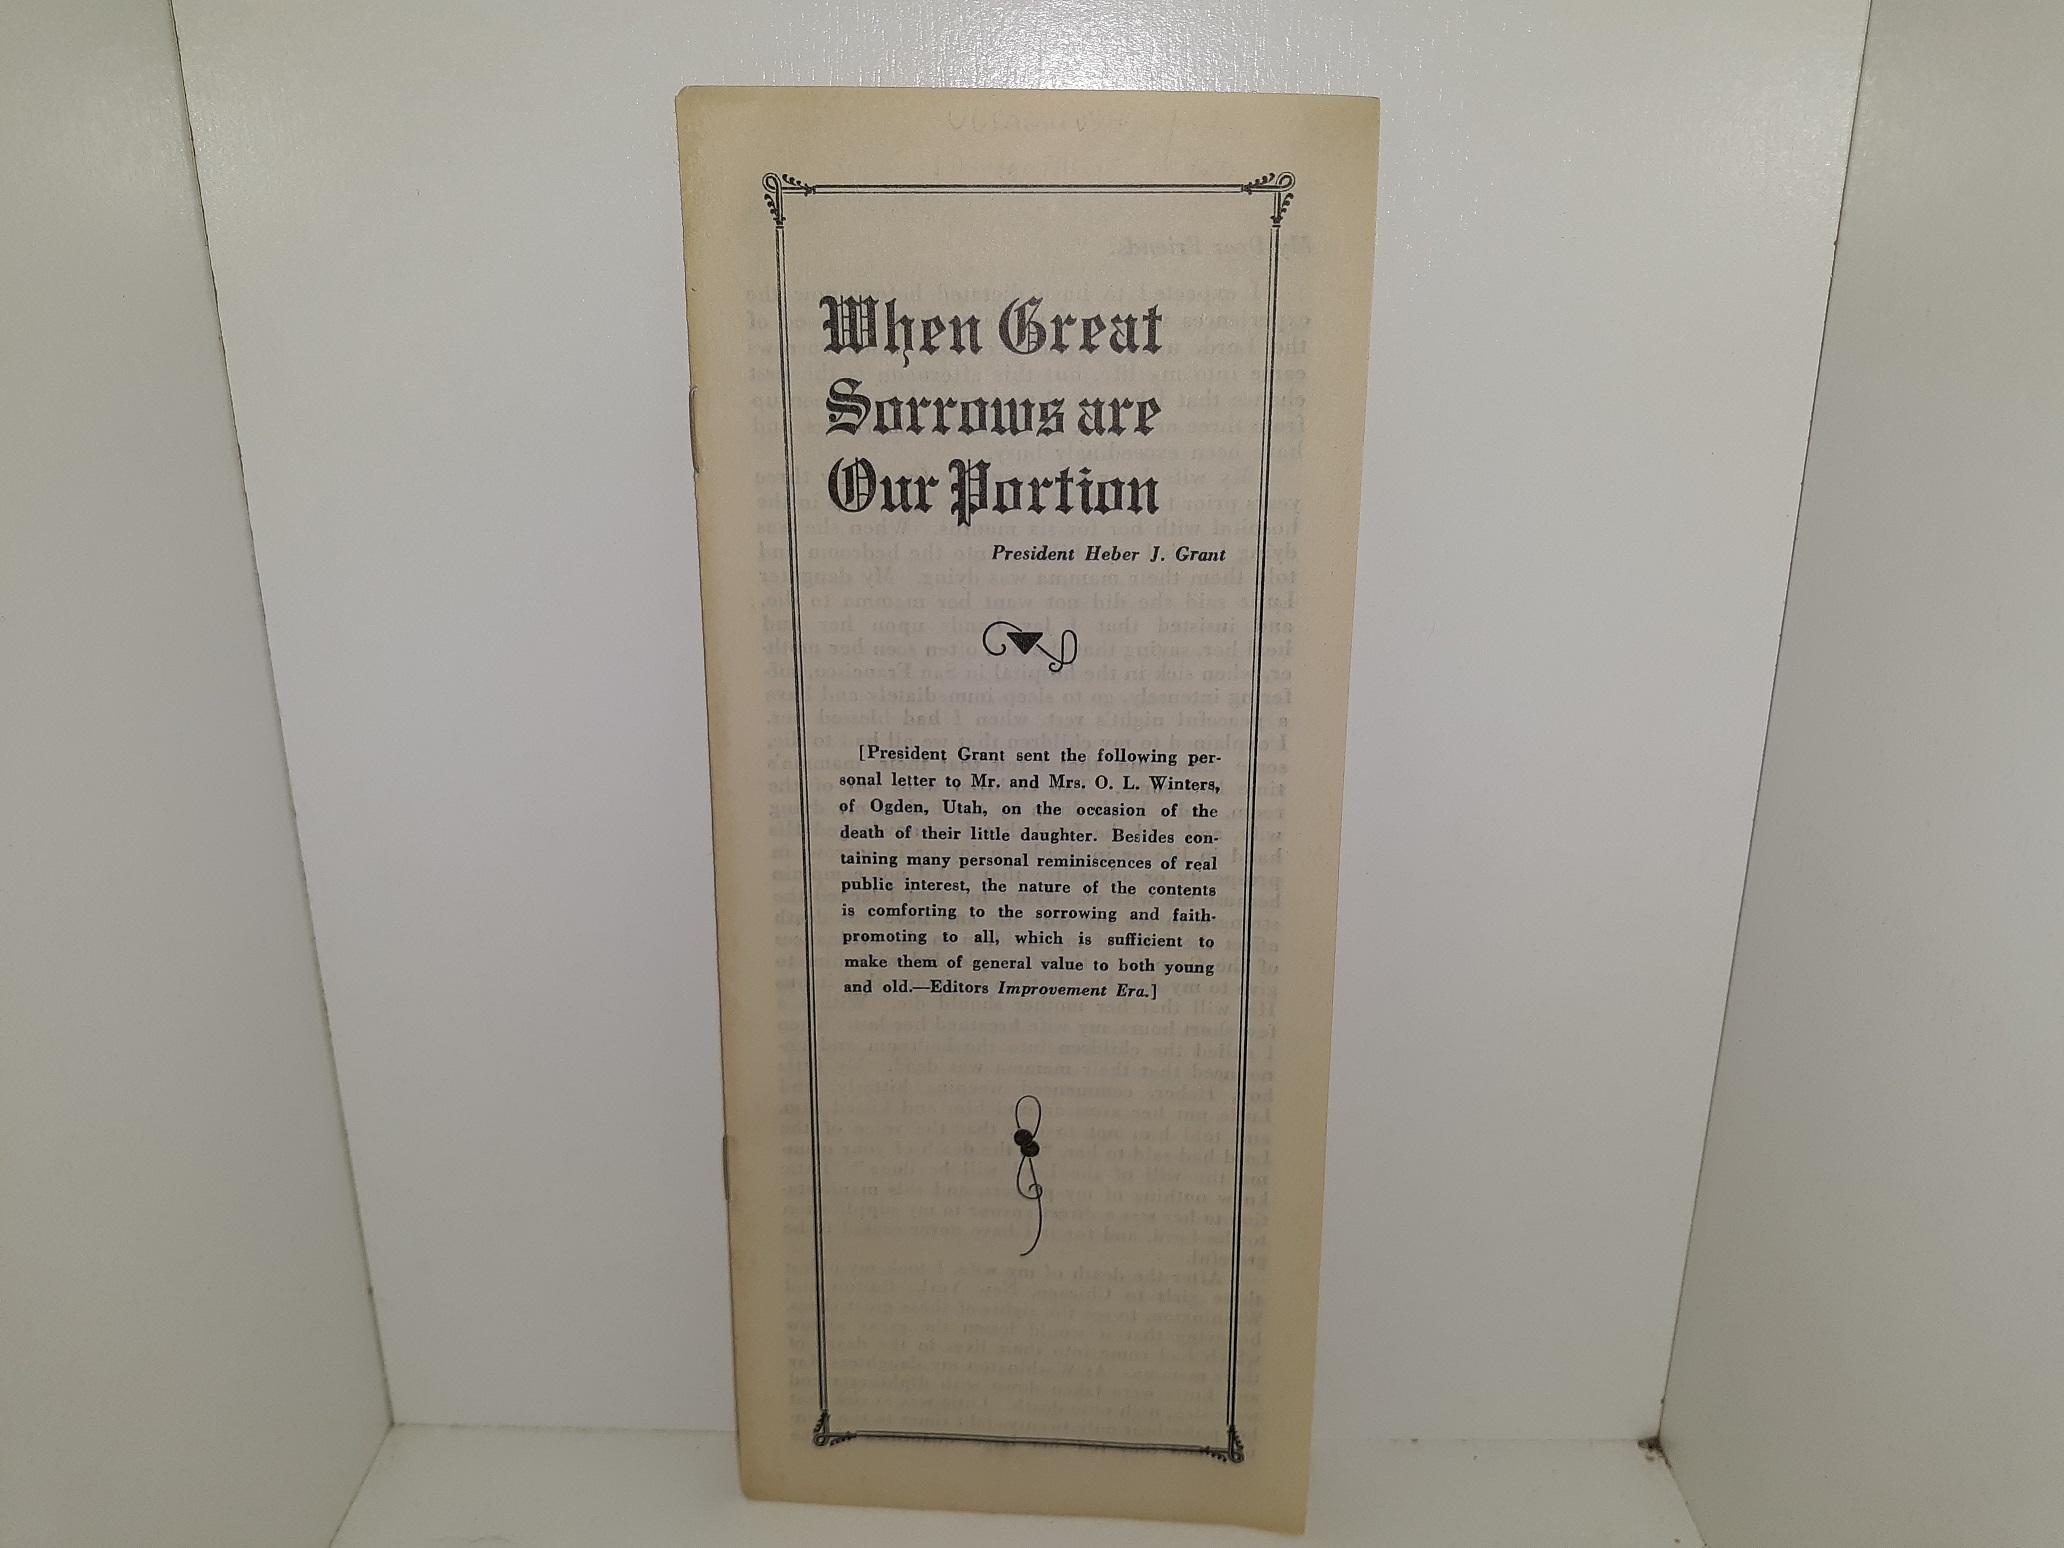 When Great
Sorrows are
Our Portion
President Heber J. Grant
[President Grant sent the following per-
sonal letter to Mr. and Mrs. O. L. Winters,
of Ogden, Utah, on the occasion of the
death of their little daughter. Besides con-
taining many personal reminiscences of real
public interest, the nature of the contents
is comforting to the sorrowing and faith-
promoting to all, which is sufficient to
make them of general value to both young
and old.—Editors Improvement Era.]